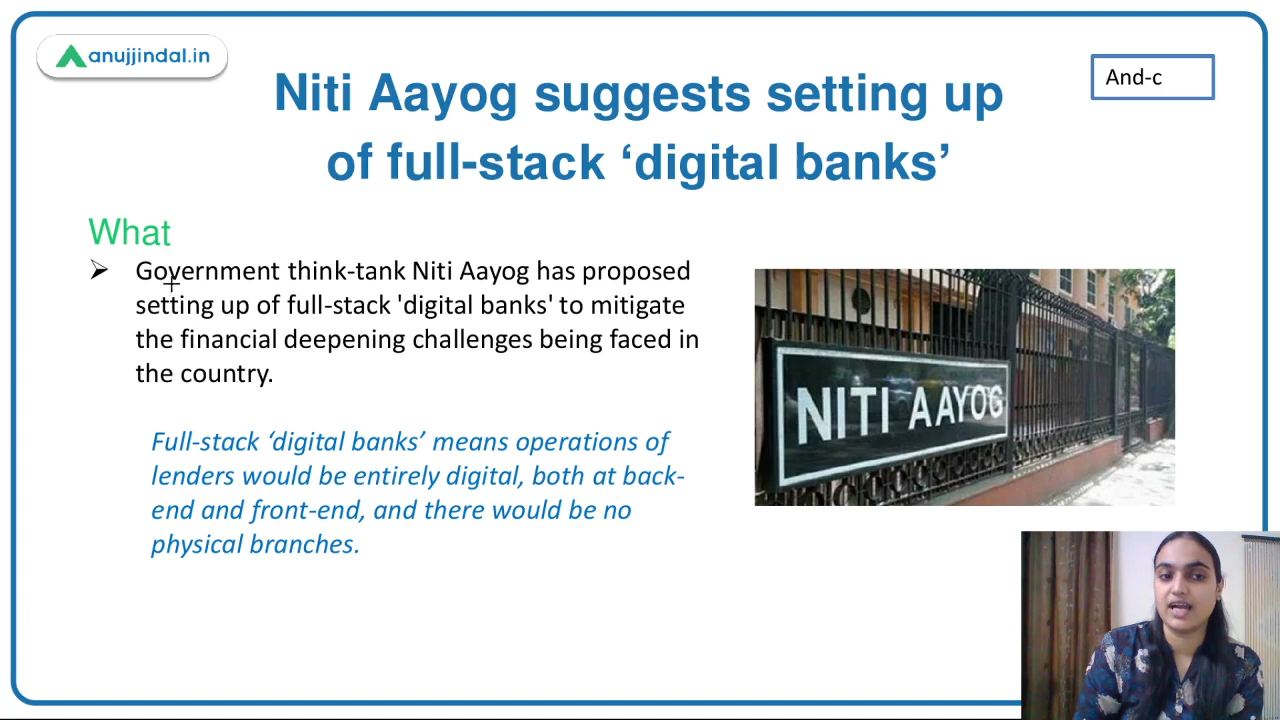 anujjindal.in
Niti Aayog suggests setting up
of full-stack ‘digital banks’
And-c
What
Government think-tank Niti Aayog has proposed
setting up of full-stack 'digital banks' to mitigate
the financial deepening challenges being faced in
the country.
Full-stack ‘digital banks’ means operations of
lenders would be entirely digital, both at back-
end and front-end, and there would be no
physical branches.
NITI AAYOG